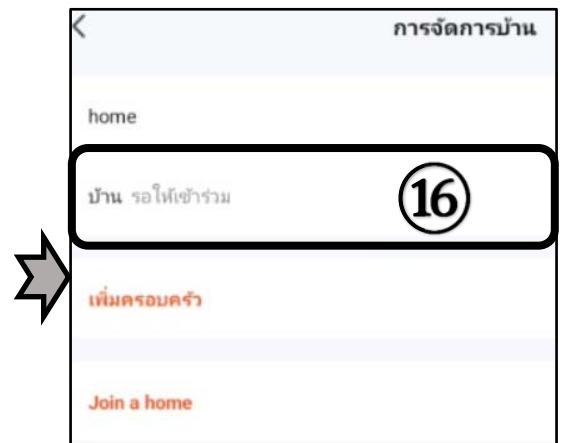 การจัดการบ้าน
home
บ้าน รอให้เข้าร่วม
⑯
เพิ่มครอบครัว
Join a home